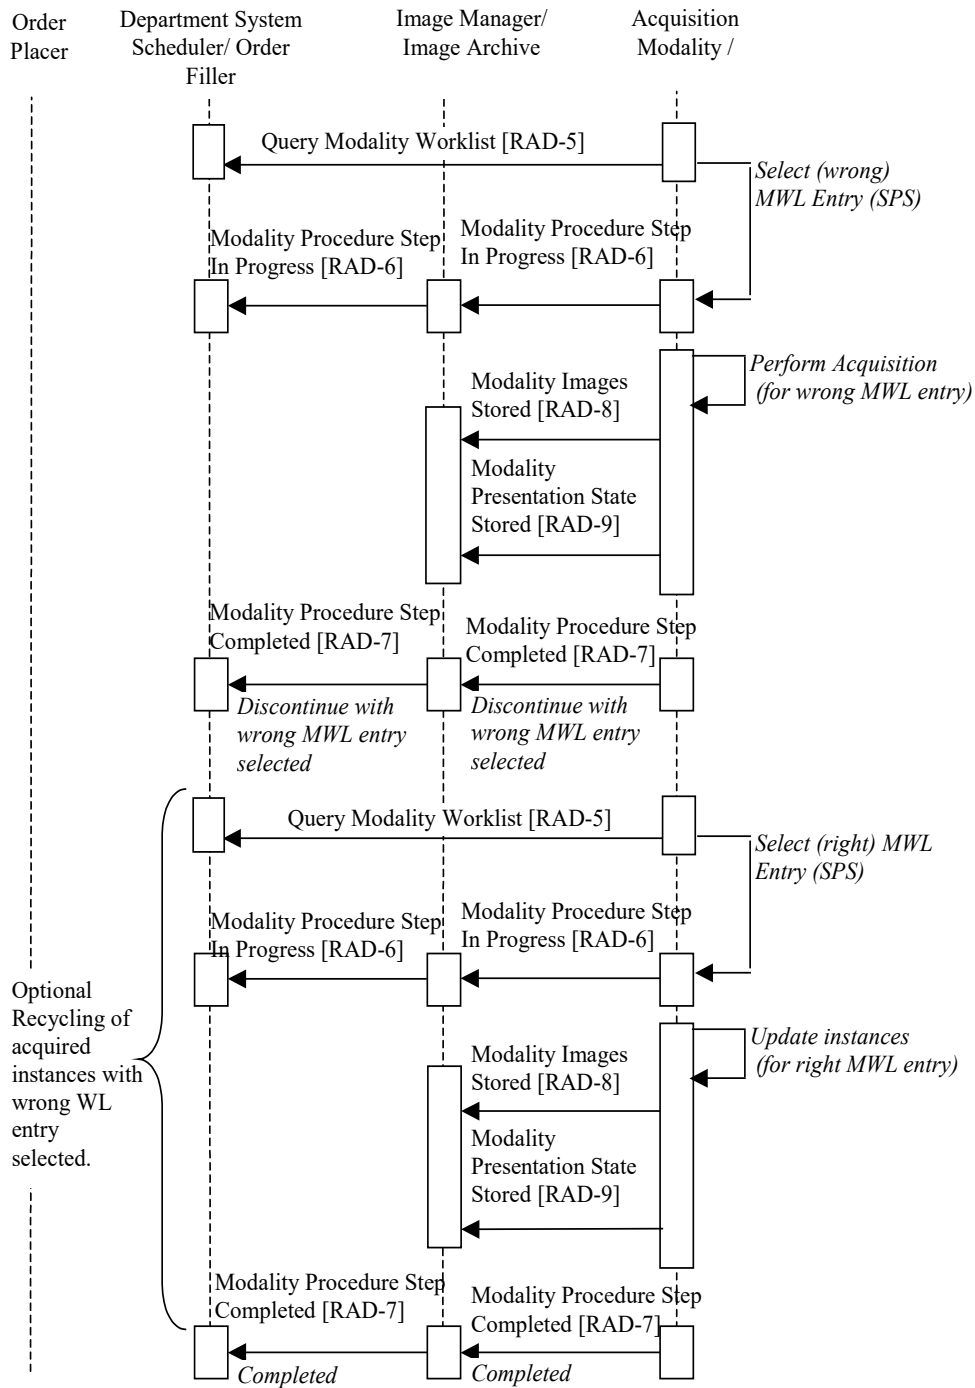 Order
Placer
Department System
Scheduler/ Order
Filler
Image Manager/
Image Archive
Acquisition
Modality /
Query Modality Worklist [RAD-5]
Select (wrong)
MWL Entry (SPS)
Modality Procedure Step
In Progress [RAD-6]
Modality Procedure Step
In Progress [RAD-6]
Perform Acquisition
(for wrong MWL entry)
Modality Images
Stored [RAD-8]
Modality
Presentation State
Stored [RAD-9]
Modality Procedure Step
Completed [RAD-7]
Modality Procedure Step
Completed [RAD-7]
Discontinue with
wrong MWL entry
selected
Discontinue with
wrong MWL entry
selected
Query Modality Worklist [RAD-5]
Select (right) MWL
Entry (SPS)
Modality Procedure Step
In Progress [RAD-6]
Modality Procedure Step
In Progress [RAD-6]
Optional
Recycling of
acquired
instances with
wrong WL
entry
selected.
Update instances
(for right MWL entry)
Modality Images
Stored [RAD-8]
Modality
Presentation State
Stored [RAD-9]
Modality Procedure Step
Completed [RAD-7]
Modality Procedure Step
Completed [RAD-7]
Completed
Completed